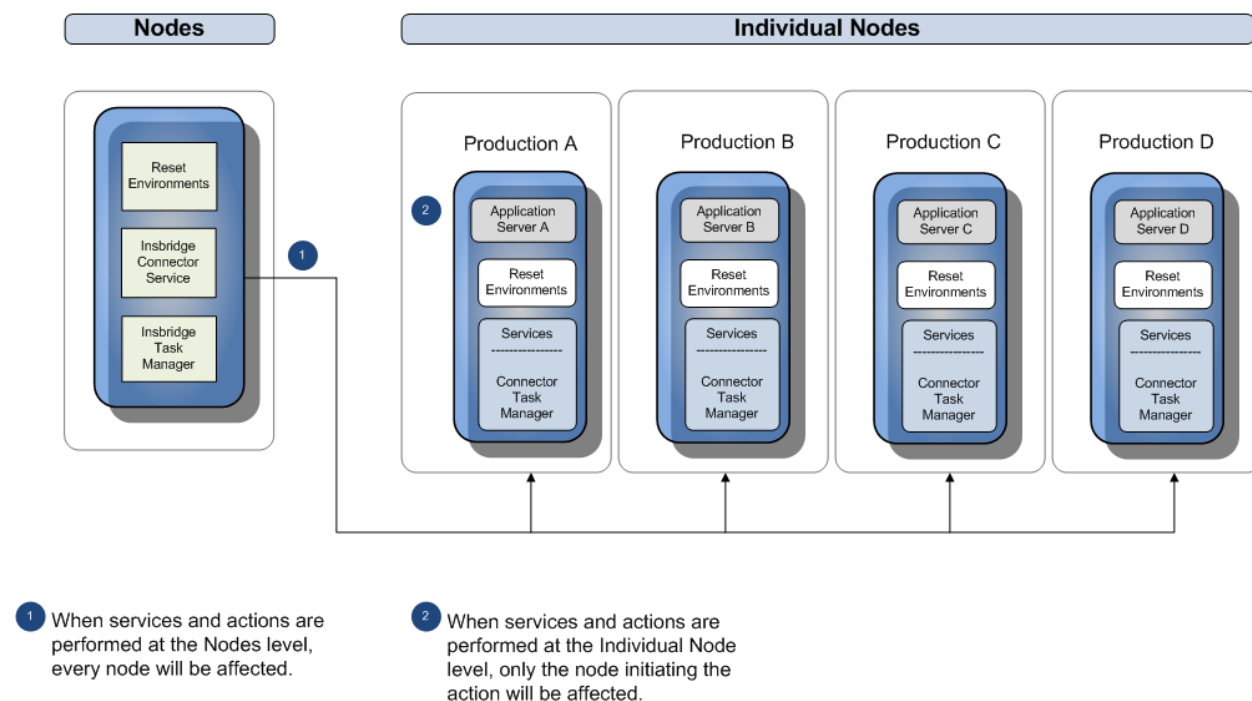 Nodes
Individual Nodes
Reset
Environments
Insbridge
Connector
Service
Insbridge
Task
Manager
1
Production A
2
Application
Server A
Reset
Environments
Services
------------------
Connector
Task
Manager
Production B
Application
Server B
Reset
Environments
Services
------------------
Connector
Task
Manager
Production C
Application
Server C
Reset
Environments
Services
------------------
Connector
Task
Manager
Production D
Application
Server D
Reset
Environments
Services
------------------
Connector
Task
Manager
1
When services and actions are
performed at the Nodes level,
every node will be affected.
2
When services and actions are
performed at the Individual Node
level, only the node initiating the
action will be affected.